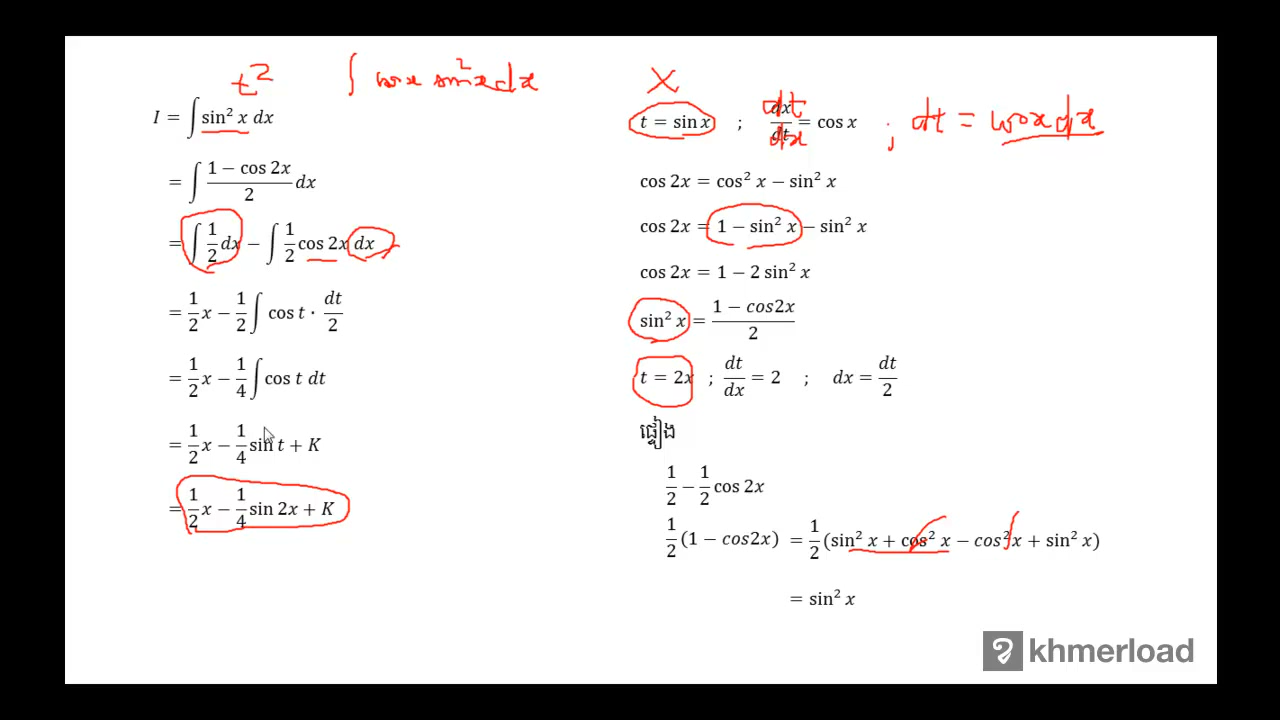 t²
∫ cos x sin² x dx
I = ∫ sin² x dx
= ∫ (1 − cos 2x)/2 dx
= ∫ 1/2 dx − ∫ 1/2 cos 2x dx
= 1/2 x − 1/2 ∫ cos t · dt/2
= 1/4 x − 1/4 ∫ cos t dt
= 1/2 x − 1/4 sin t + K
= 1/2 x − 1/4 sin 2x + K
X
t = sin x ; dt/dx = cos x ; dt = cos x dx
cos 2x = cos² x − sin² x
cos 2x = 1 − sin² x − sin² x
cos 2x = 1 − 2 sin² x
sin² x = (1 − cos2x)/2
t = 2x ; dt/dx = 2 ; dx = dt/2
ផ្ទៀង
1/2 − 1/2 cos 2x
1/2 (1 − cos2x) = 1/2 (sin² x + cos² x − cos² x + sin² x)
= sin² x
khmerload